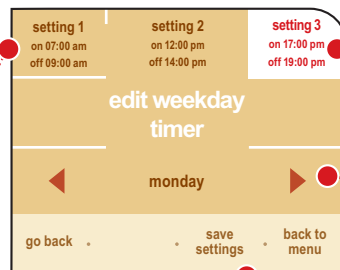 setting 1
on 07:00 am
off 09:00 am
setting 2
on 12:00 pm
off 14:00 pm
setting 3
on 17:00 pm
off 19:00 pm
edit weekday
timer
monday
go back
save
settings
back to
menu